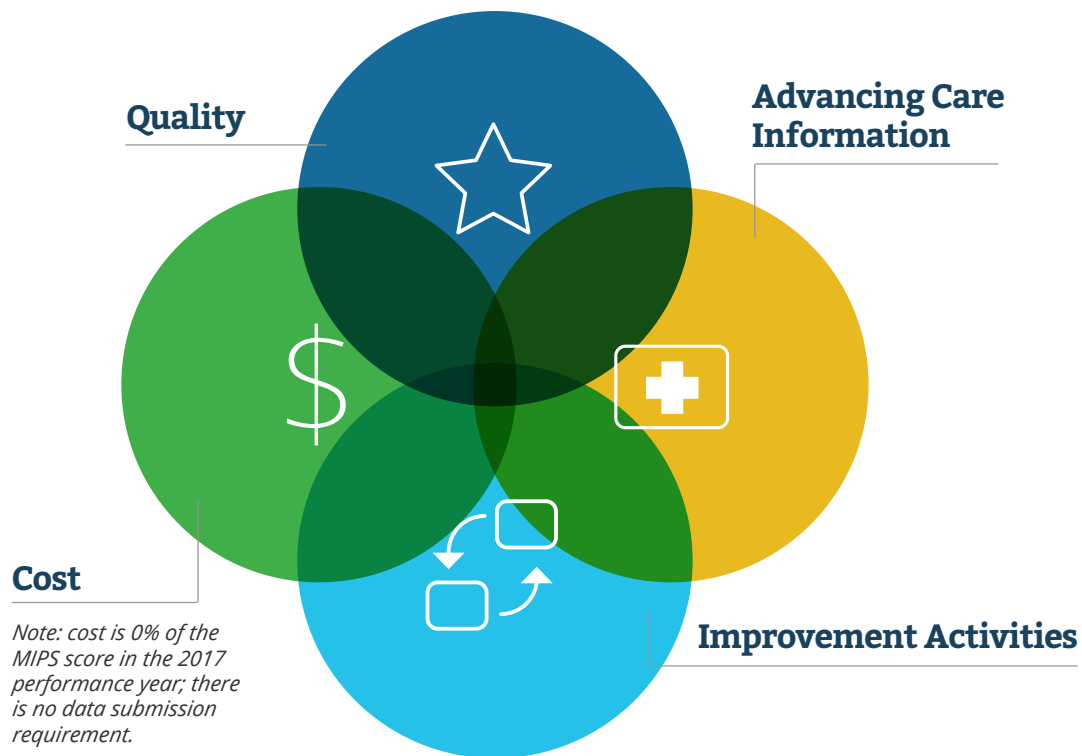 Quality
Advancing Care
Information
$
Cost
Note: cost is 0% of the
MIPS score in the 2017
performance year; there
is no data submission
requirement.
Improvement Activities